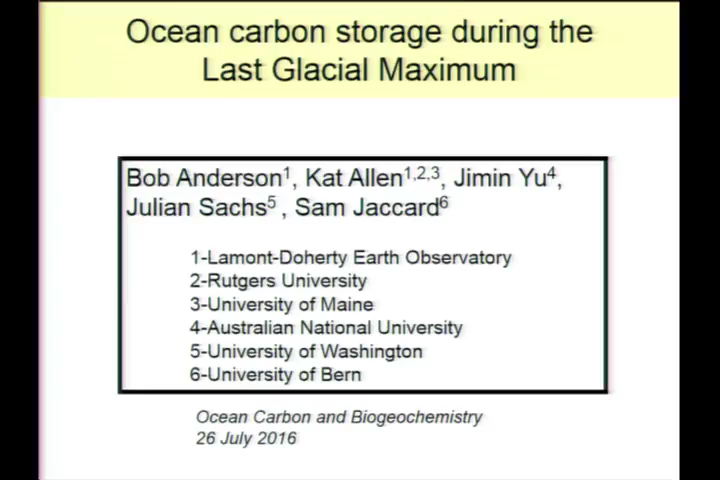 Ocean carbon storage during the
Last Glacial Maximum
Bob Anderson¹, Kat Allen¹,²,³, Jimin Yu⁴,
Julian Sachs⁵ , Sam Jaccard⁶
1-Lamont-Doherty Earth Observatory
2-Rutgers University
3-University of Maine
4-Australian National University
5-University of Washington
6-University of Bern
Ocean Carbon and Biogeochemistry
26 July 2016